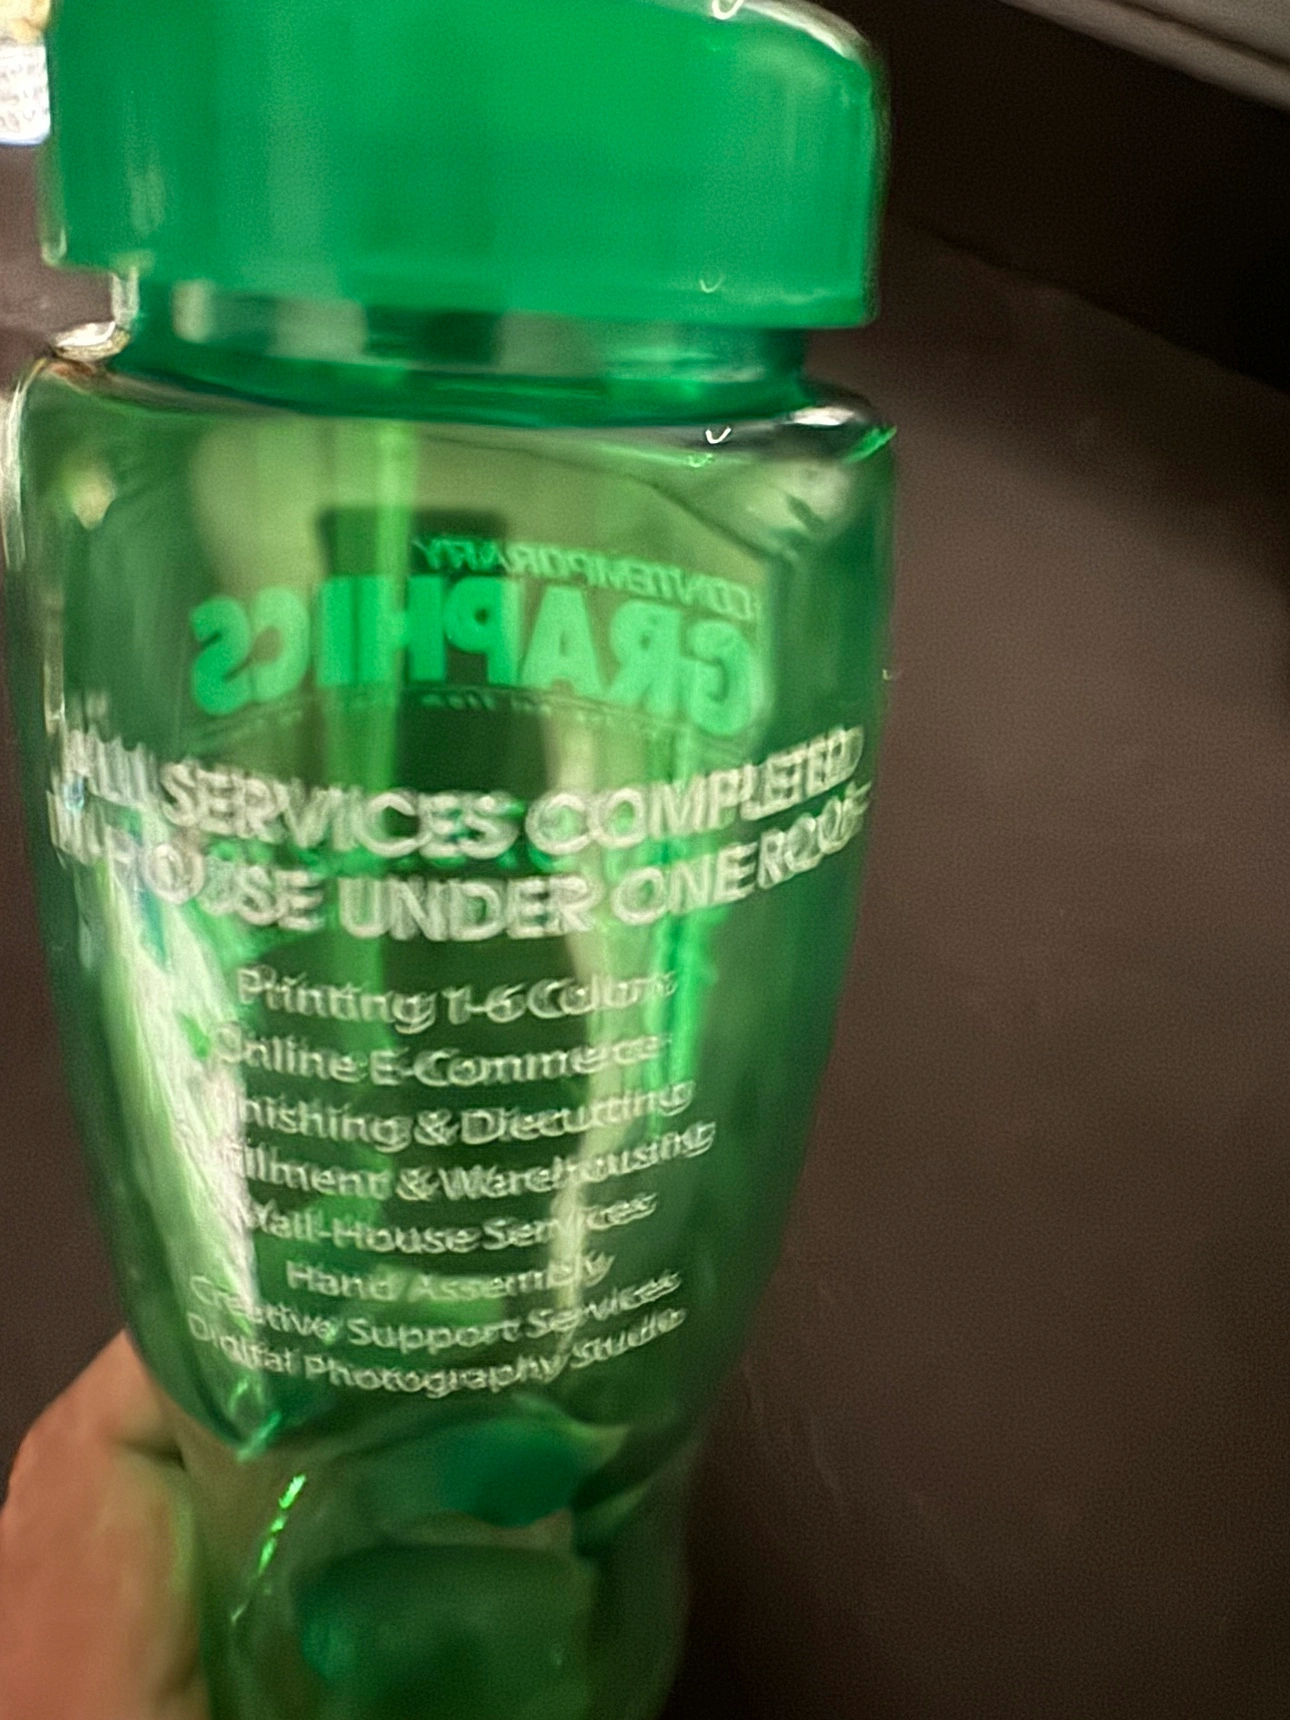 CONTEMPORARY
GRAPHICS
ALL SERVICES COMPLETED
IN-HOUSE UNDER ONE ROOF
Printing 1-6 Colors
Online E-Commerce
Finishing & Diecutting
Fulfillment & Warehousing
Mail-House Services
Hand Assembly
Creative Support Services
Digital Photography Studio